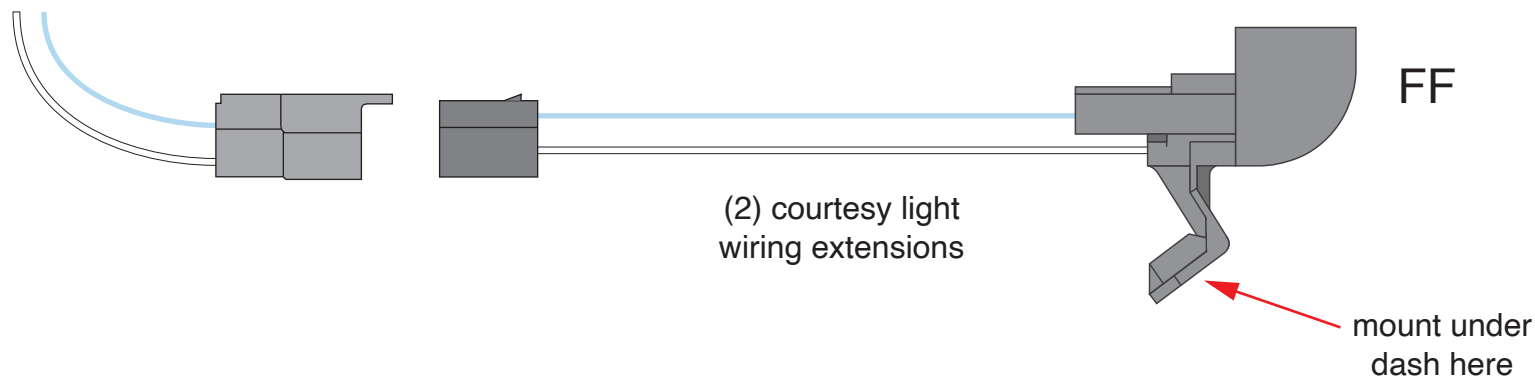 FF
(2) courtesy light
wiring extensions
mount under
dash here